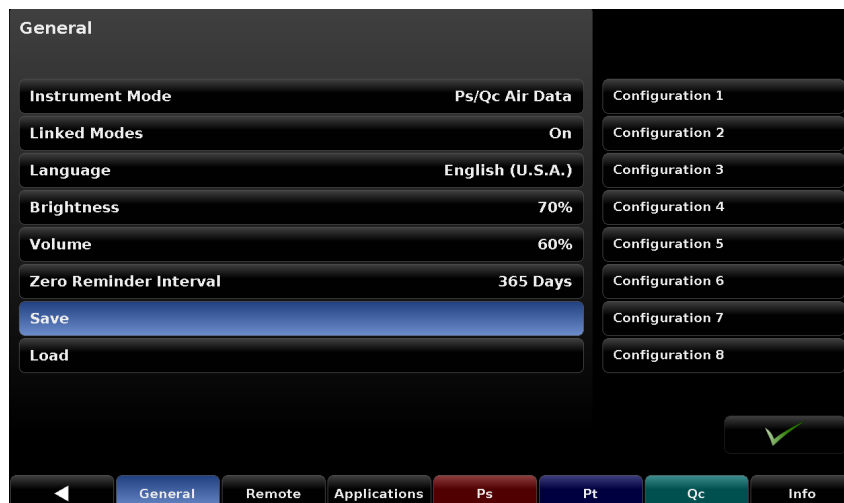 General
Instrument Mode Ps/Qc Air Data
Linked Modes On
Language English (U.S.A.)
Brightness 70%
Volume 60%
Zero Reminder Interval 365 Days
Save
Load
Configuration 1
Configuration 2
Configuration 3
Configuration 4
Configuration 5
Configuration 6
Configuration 7
Configuration 8
General Remote Applications Ps Pt Qc Info